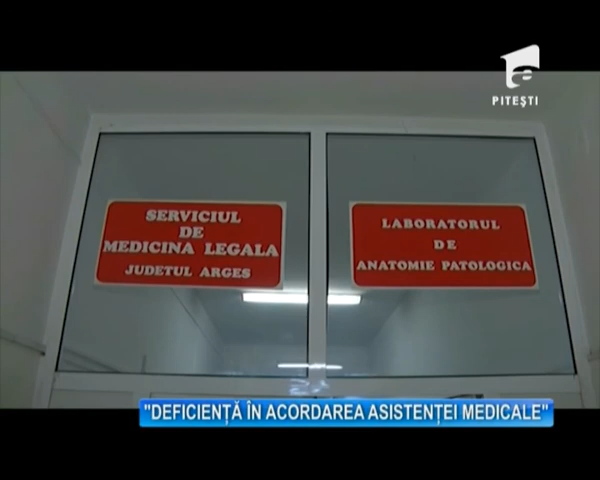 PITEȘTI
SERVICIUL
DE
MEDICINA LEGALA
JUDETUL ARGES
LABORATORUL
DE
ANATOMIE PATOLOGICA
"DEFICIENȚĂ ÎN ACORDAREA ASISTENȚEI MEDICALE"